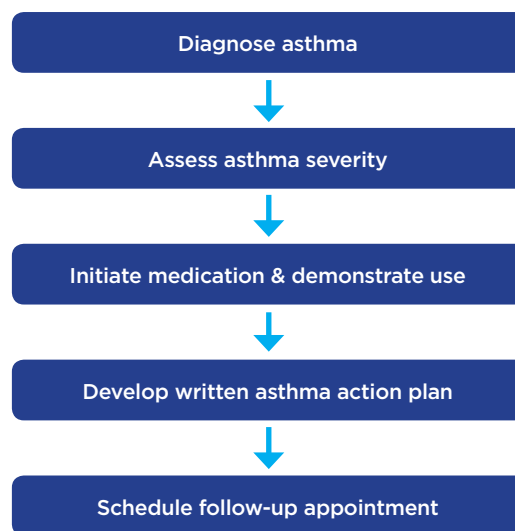 Diagnose asthma
Assess asthma severity
Initiate medication & demonstrate use
Develop written asthma action plan
Schedule follow-up appointment